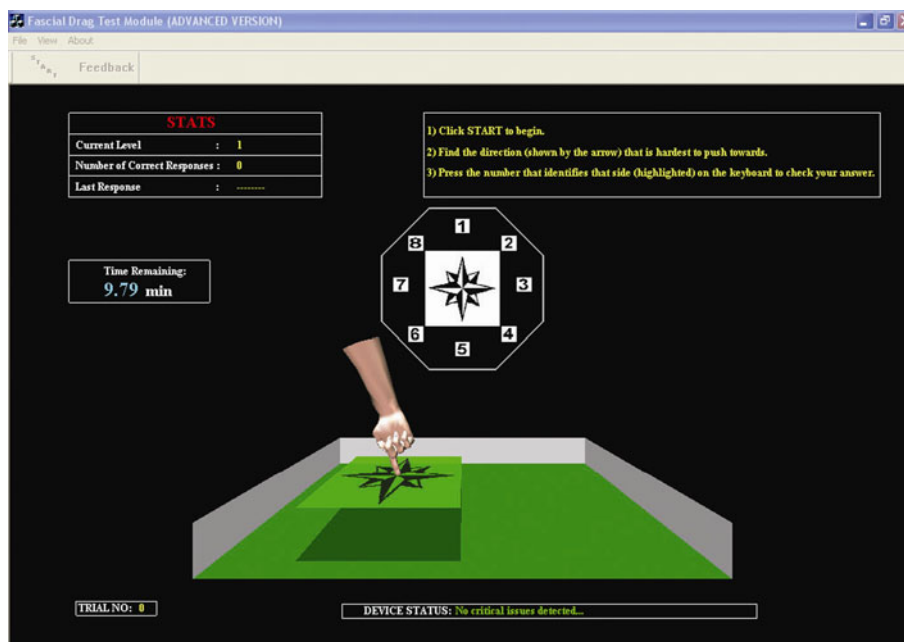 Fascial Drag Test Module (ADVANCED VERSION)
File View About
START Feedback
STATS
Current Level : 1
Number of Correct Responses : 0
Last Response : --------
1) Click START to begin.
2) Find the direction (shown by the arrow) that is hardest to push towards.
3) Press the number that identifies that side (highlighted) on the keyboard to check your answer.
1
8 2
Time Remaining:
9.79 min
7 3
6 4
5
TRIAL NO: 0
DEVICE STATUS: No critical issues detected...